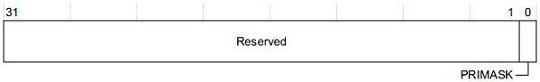 31 1 0
Reserved
PRIMASK